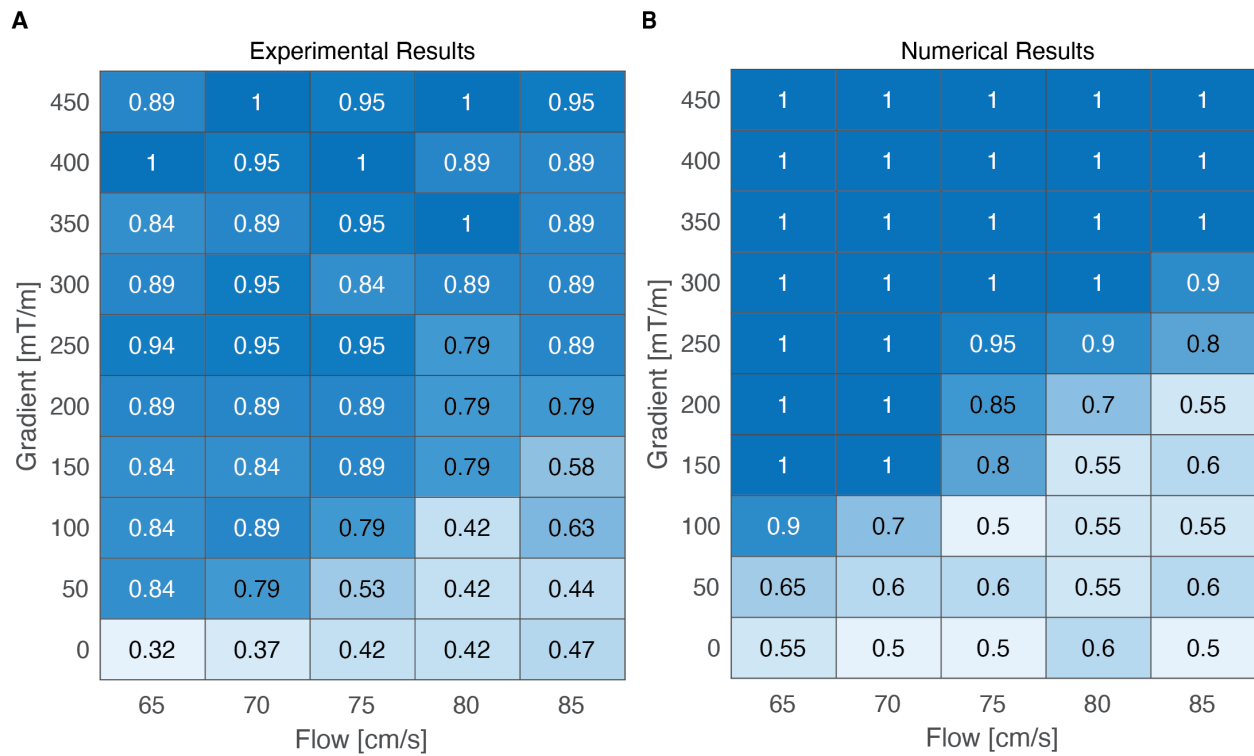 A
Experimental Results
Gradient [mT/m]
450 0.89 1 0.95 1 0.95
400 1 0.95 1 0.89 0.89
350 0.84 0.89 0.95 1 0.89
300 0.89 0.95 0.84 0.89 0.89
250 0.94 0.95 0.95 0.79 0.89
200 0.89 0.89 0.89 0.79 0.79
150 0.84 0.84 0.89 0.79 0.58
100 0.84 0.89 0.79 0.42 0.63
50 0.84 0.79 0.53 0.42 0.44
0 0.32 0.37 0.42 0.42 0.47
65 70 75 80 85
Flow [cm/s]
B
Numerical Results
Gradient [mT/m]
450 1 1 1 1 1
400 1 1 1 1 1
350 1 1 1 1 1
300 1 1 1 1 0.9
250 1 1 0.95 0.9 0.8
200 1 1 0.85 0.7 0.55
150 1 1 0.8 0.55 0.6
100 0.9 0.7 0.5 0.55 0.55
50 0.65 0.6 0.6 0.55 0.6
0 0.55 0.5 0.5 0.6 0.5
65 70 75 80 85
Flow [cm/s]